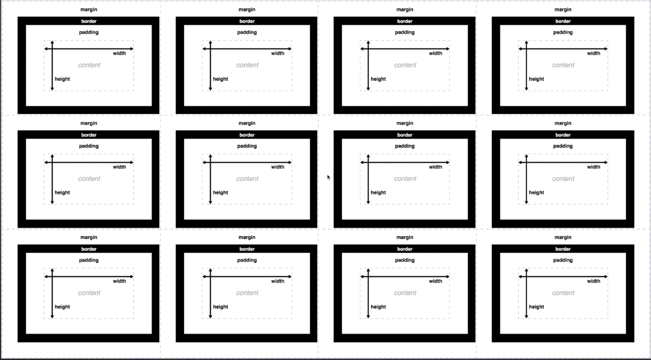 margin margin margin margin
border border border border
padding padding padding padding
width width width width
content content content content
height height height height
margin margin margin margin
border border border border
padding padding padding padding
width width width width
content content content content
height height height height
margin margin margin margin
border border border border
padding padding padding padding
width width width width
content content content content
height height height height